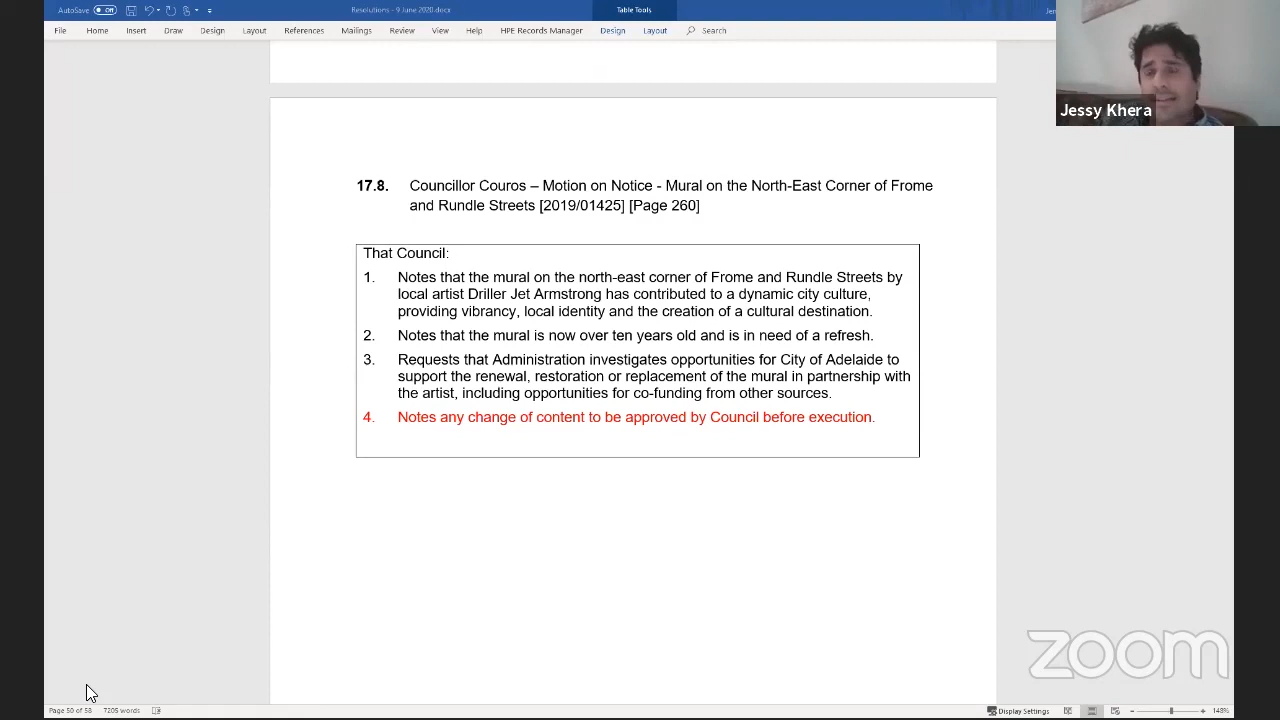 AutoSave Off
Resolutions - 9 June 2020.docx
Table Tools
File Home Insert Draw Design Layout References Mailings Review View Help HPE Records Manager Design Layout Search
Jessy Khera
17.8. Councillor Couros – Motion on Notice - Mural on the North-East Corner of Frome
and Rundle Streets [2019/01425] [Page 260]
That Council:
1. Notes that the mural on the north-east corner of Frome and Rundle Streets by
local artist Driller Jet Armstrong has contributed to a dynamic city culture,
providing vibrancy, local identity and the creation of a cultural destination.
2. Notes that the mural is now over ten years old and is in need of a refresh.
3. Requests that Administration investigates opportunities for City of Adelaide to
support the renewal, restoration or replacement of the mural in partnership with
the artist, including opportunities for co-funding from other sources.
4. Notes any change of content to be approved by Council before execution.
zoom
Page 50 of 58 7205 words
Display Settings
148%